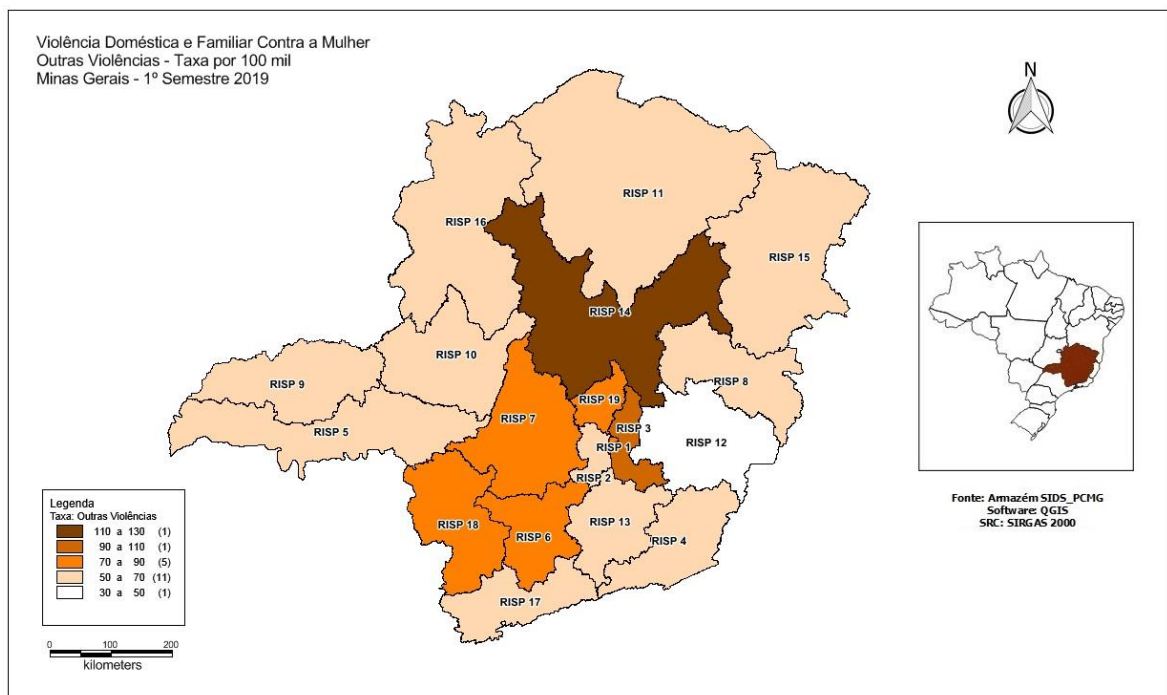 Violência Doméstica e Familiar Contra a Mulher
Outras Violências - Taxa por 100 mil
Minas Gerais - 1º Semestre 2019
N
RISP 11
RISP 16
RISP 15
RISP 14
RISP 10
RISP 9
RISP 8
RISP 19
RISP 7
RISP 3
RISP 5
RISP 1
RISP 12
RISP 2
RISP 13
RISP 18
RISP 6
RISP 4
RISP 17
Legenda
Taxa: Outras Violências
110 a 130 (1)
90 a 110 (1)
70 a 90 (5)
50 a 70 (11)
30 a 50 (1)
0 100 200
kilometers
Fonte: Armazém SIDS_PCMG
Software: QGIS
SRC: SIRGAS 2000